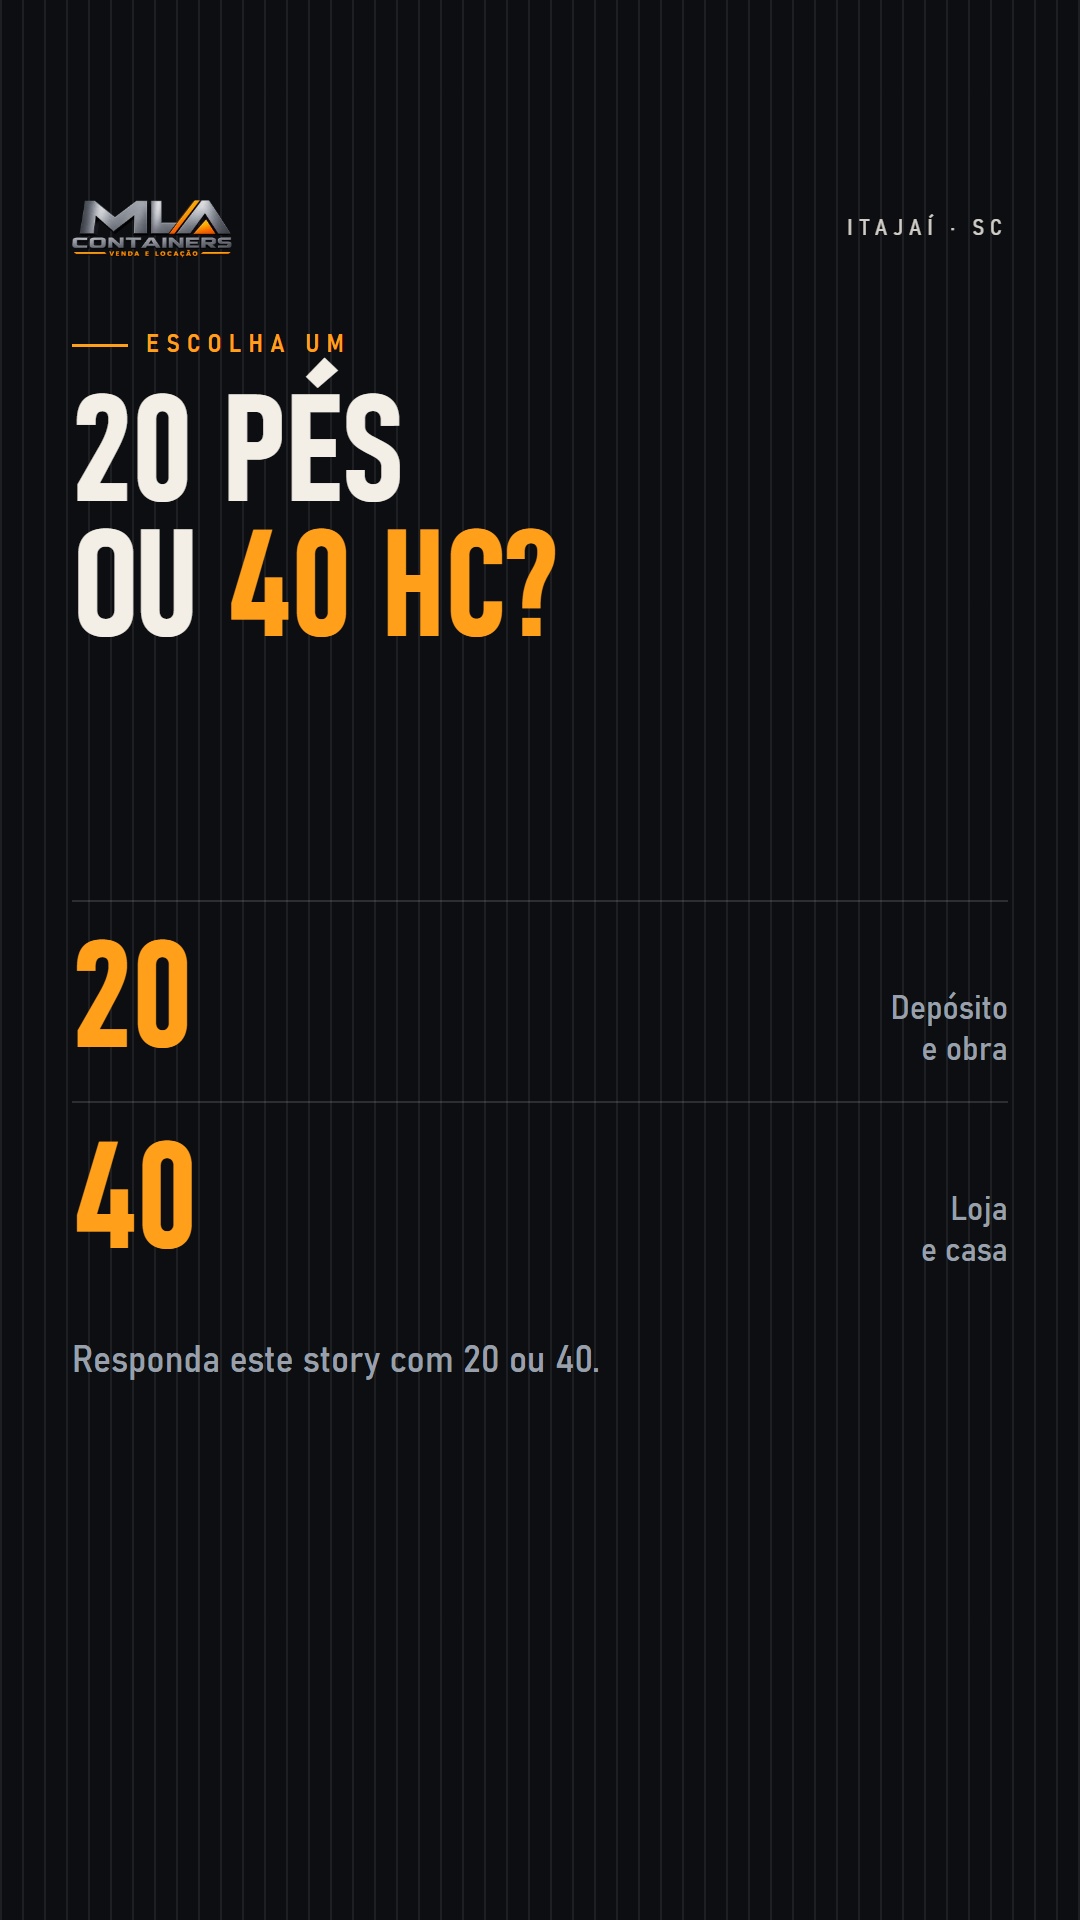 MLA
CONTAINERS
VENDA E LOCAÇÃO
ITAJAÍ · SC
ESCOLHA UM
20 PÉS
OU 40 HC?
20
Depósito
e obra
40
Loja
e casa
Responda este story com 20 ou 40.